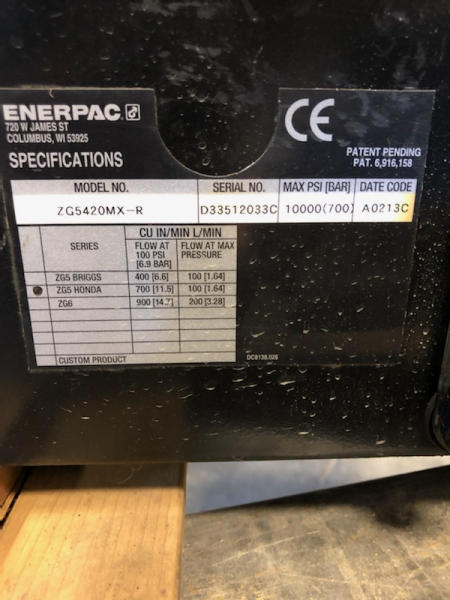 ENERPAC
720 W JAMES ST
COLUMBUS, WI 53925
CE
SPECIFICATIONS
PATENT PENDING
PAT. 6,916,158
MODEL NO. SERIAL NO. MAX PSI [BAR] DATE CODE
ZG5420MX-R D33512033C 10000(700) A0213C
SERIES CU IN/MIN L/MIN
FLOW AT 100 PSI [6.9 BAR] FLOW AT MAX PRESSURE
ZG5 BRIGGS 400 [6.6] 100 [1.64]
ZG5 HONDA 700 [11.5] 100 [1.64]
ZG6 900 [14.7] 200 [3.28]
CUSTOM PRODUCT
DC8138.026